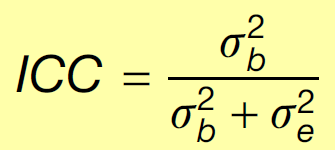 ICC = σ_b^2 / (σ_b^2 + σ_e^2)